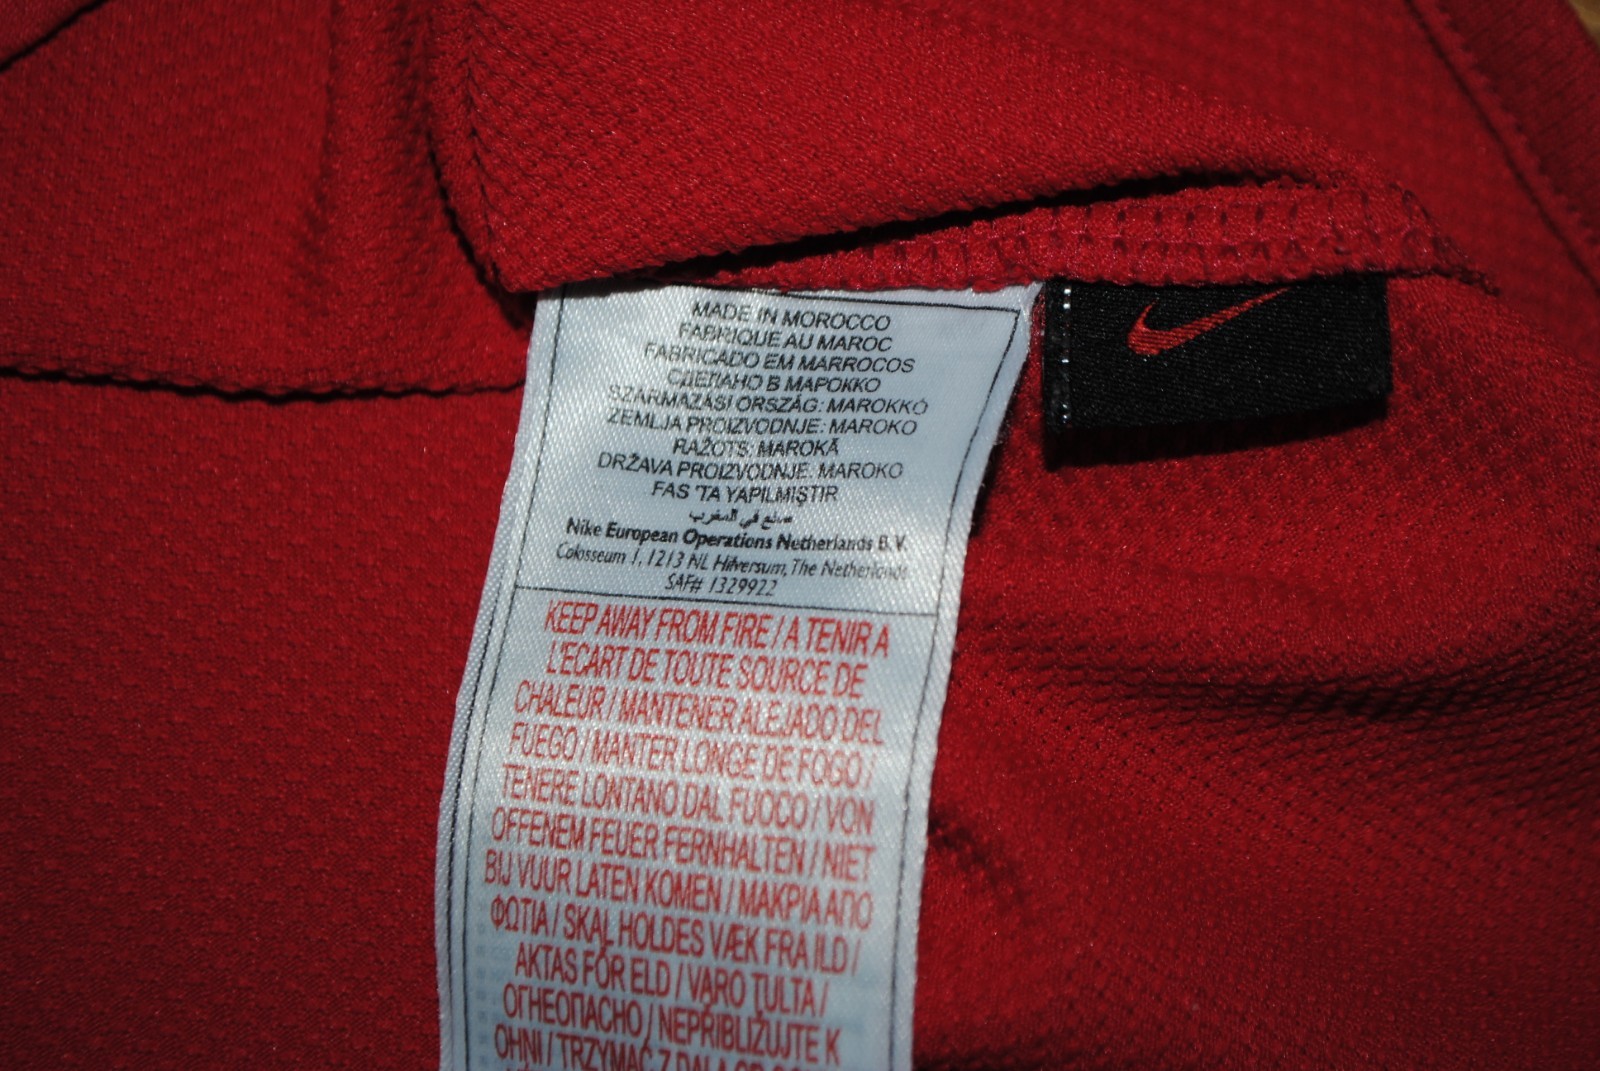 MADE IN MOROCCO
FABRIQUE AU MAROC
FABRICADO EM MARROCOS
СДЕЛАНО В МАРОККО
SZÁRMAZÁSI ORSZÁG: MAROKKÓ
ZEMLJA PROIZVODNJE: MAROKO
RAŽOTS: MAROKĀ
DRŽAVA PROIZVODNJE: MAROKO
FAS 'TA YAPILMIŞTIR
صنع في المغرب
Nike European Operations Netherlands B.V.
Colosseum 1, 1213 NL Hilversum, The Netherlands
SAF# 1329922
KEEP AWAY FROM FIRE / A TENIR A
L'ECART DE TOUTE SOURCE DE
CHALEUR / MANTENER ALEJADO DEL
FUEGO / MANTER LONGE DE FOGO /
TENERE LONTANO DAL FUOCO / VON
OFFENEM FEUER FERNHALTEN / NIET
BIJ VUUR LATEN KOMEN / ΜΑΚΡΙΑ ΑΠΟ
ΦΩΤΙΑ / SKAL HOLDES VÆK FRA ILD /
AKTAS FÖR ELD / VARO TULTA /
ОГНЕОПАСНО / NEPŘIBLIŽUJTE K
OHNI / TRZYMAĆ Z DALA